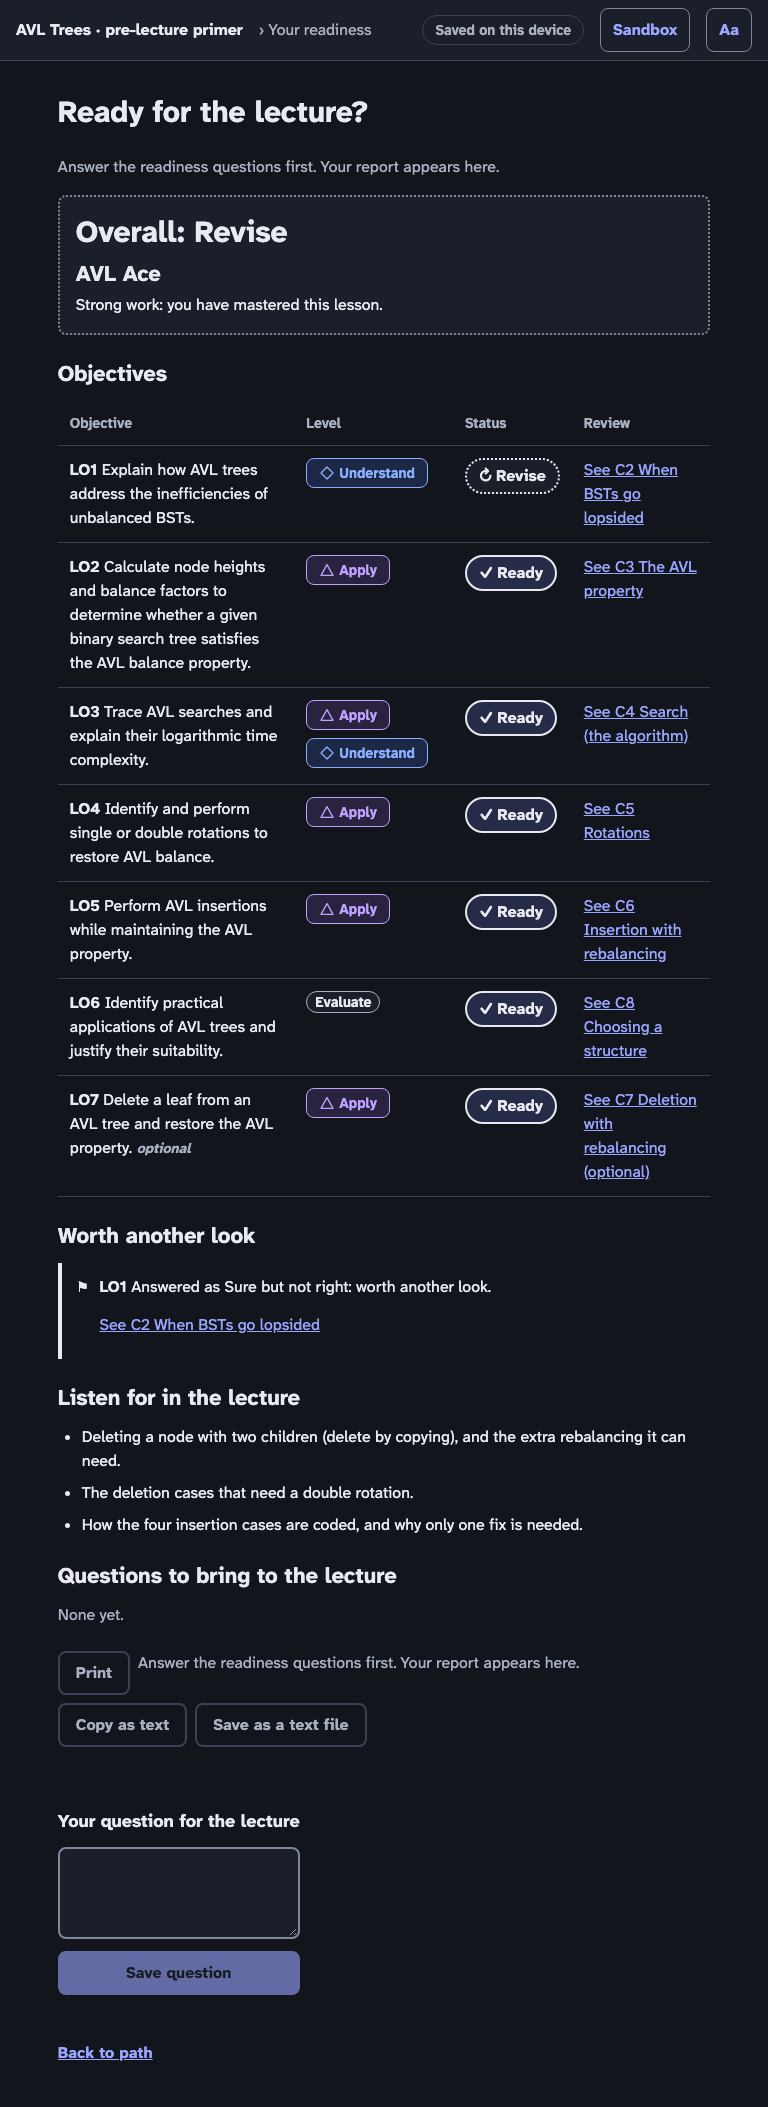 AVL Trees · pre-lecture primer › Your readiness Saved on this device Sandbox Aa
Ready for the lecture?
Answer the readiness questions first. Your report appears here.
Overall: Revise
AVL Ace
Strong work: you have mastered this lesson.
Objectives
Objective Level Status Review
LO1 Explain how AVL trees
address the inefficiencies of
unbalanced BSTs.
◇ Understand
↻ Revise
See C2 When
BSTs go
lopsided
LO2 Calculate node heights
and balance factors to
determine whether a given
binary search tree satisfies
the AVL balance property.
△ Apply
✓ Ready
See C3 The AVL
property
LO3 Trace AVL searches and
explain their logarithmic time
complexity.
△ Apply
◇ Understand
✓ Ready
See C4 Search
(the algorithm)
LO4 Identify and perform
single or double rotations to
restore AVL balance.
△ Apply
✓ Ready
See C5
Rotations
LO5 Perform AVL insertions
while maintaining the AVL
property.
△ Apply
✓ Ready
See C6
Insertion with
rebalancing
LO6 Identify practical
applications of AVL trees and
justify their suitability.
Evaluate
✓ Ready
See C8
Choosing a
structure
LO7 Delete a leaf from an
AVL tree and restore the AVL
property. optional
△ Apply
✓ Ready
See C7 Deletion
with
rebalancing
(optional)
Worth another look
⚑ LO1 Answered as Sure but not right: worth another look.
See C2 When BSTs go lopsided
Listen for in the lecture
• Deleting a node with two children (delete by copying), and the extra rebalancing it can
need.
• The deletion cases that need a double rotation.
• How the four insertion cases are coded, and why only one fix is needed.
Questions to bring to the lecture
None yet.
Print Answer the readiness questions first. Your report appears here.
Copy as text Save as a text file
Your question for the lecture
Save question
Back to path